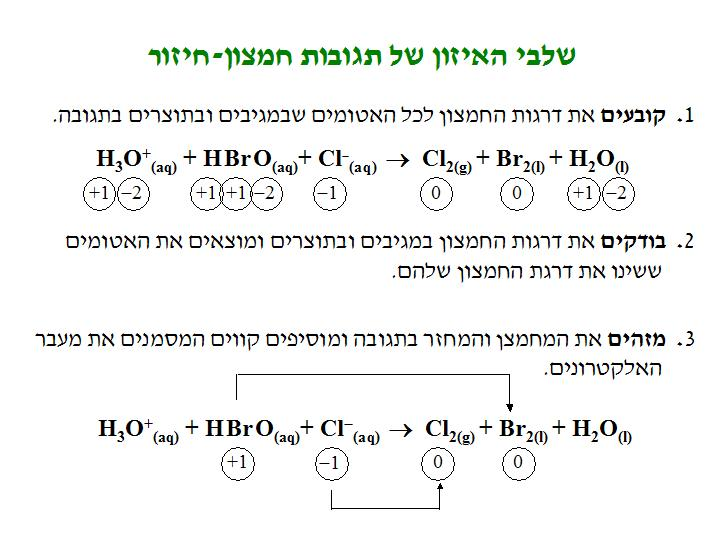 שלבי האיזון של תגובות חמצון-חיזור
1. קובעים את דרגות החמצון לכל האטומים שבמגיבים ובתוצרים בתגובה.
H₃O⁺(aq) + HBrO(aq)+ Cl⁻(aq) → Cl₂(g) + Br₂(l) + H₂O(l)
+1 −2 +1 +1 −2 −1 0 0 +1 −2
2. בודקים את דרגות החמצון במגיבים ובתוצרים ומוצאים את האטומים
ששינו את דרגת החמצון שלהם.
3. מזהים את המחמצן והמחזר בתגובה ומוסיפים קווים המסמנים את מעבר
האלקטרונים.
H₃O⁺(aq) + HBrO(aq)+ Cl⁻(aq) → Cl₂(g) + Br₂(l) + H₂O(l)
+1 −1 0 0